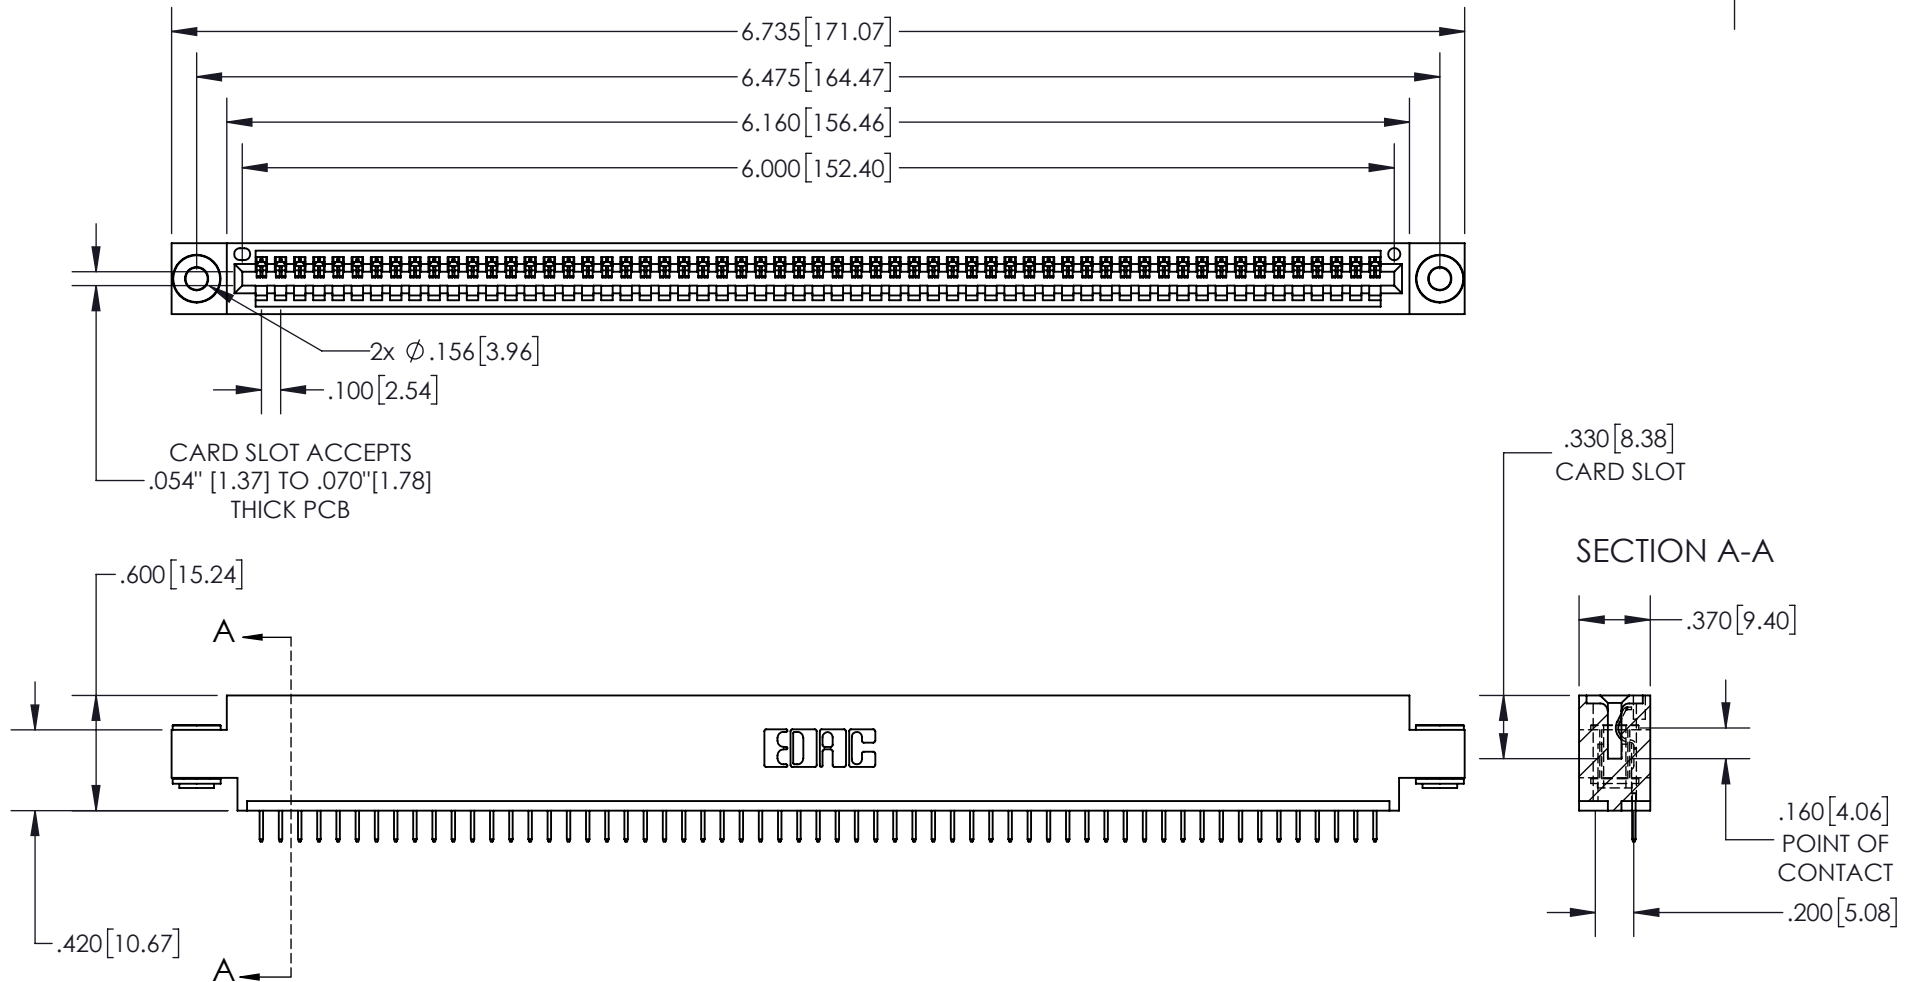 6.735[171.07]
6.475[164.47]
6.160[156.46]
6.000[152.40]
2x Ø.156[3.96]
.100[2.54]
CARD SLOT ACCEPTS
.054" [1.37] TO .070"[1.78]
THICK PCB
.330[8.38]
CARD SLOT
SECTION A-A
.600[15.24]
A
.370[9.40]
EDAC
.160[4.06]
POINT OF
CONTACT
.200[5.08]
.420[10.67]
A